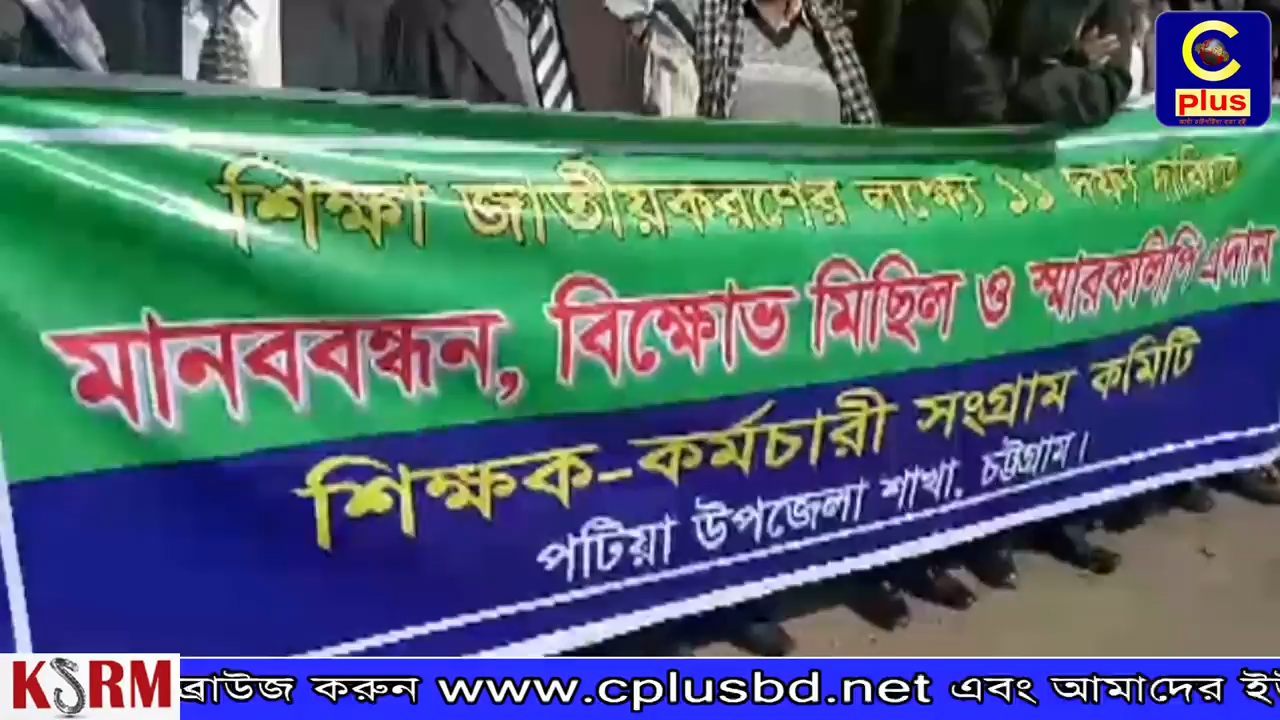 C
plus
শিক্ষা জাতীয়করণের লক্ষ্যে ১১ দফা দাবিতে
মানববন্ধন, বিক্ষোভ মিছিল ও স্মারকলিপি প্রদান
শিক্ষক-কর্মচারী সংগ্রাম কমিটি
পটিয়া উপজেলা শাখা, চট্টগ্রাম।
KSRM
ব্রাউজ করুন www.cplusbd.net এবং আমাদের